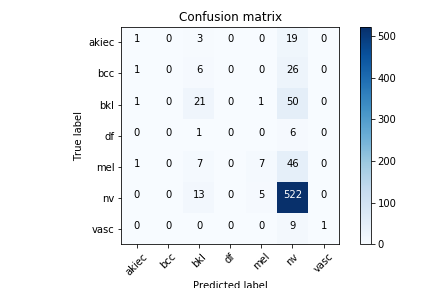 Confusion matrix
akiec 1 0 3 0 0 19 0
bcc 1 0 6 0 0 26 0
bkl 1 0 21 0 1 50 0
df 0 0 1 0 0 6 0
mel 1 0 7 0 7 46 0
nv 0 0 13 0 5 522 0
vasc 0 0 0 0 0 9 1
True label
akiec bcc bkl df mel nv vasc
Predicted label
500
400
300
200
100
0